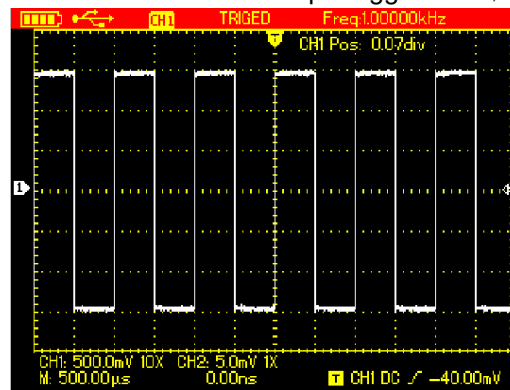 CH1 TRIGED Freq:1.00000kHz
T
CH1 Pos: 0.07div
1
CH1: 500.0mV 10X CH2: 5.0mV 1X
M: 500.00µs 0.00ns T CH1 DC -40.00mV